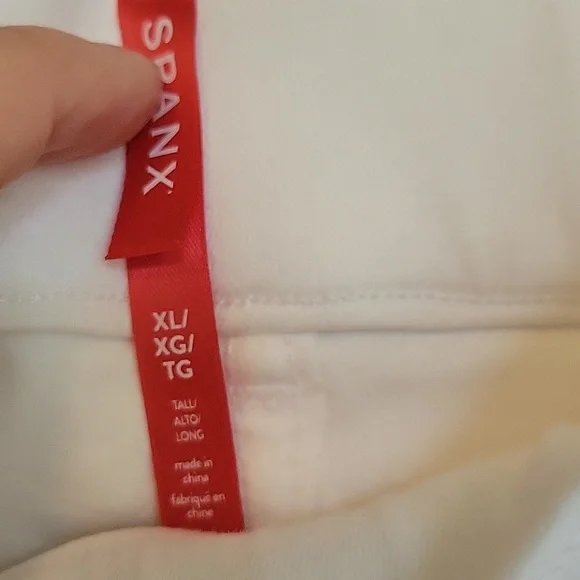 SPANX
XL/
XG/
TG
TALL/
ALTO/
LONG
made in
china
fabriqué en
chine